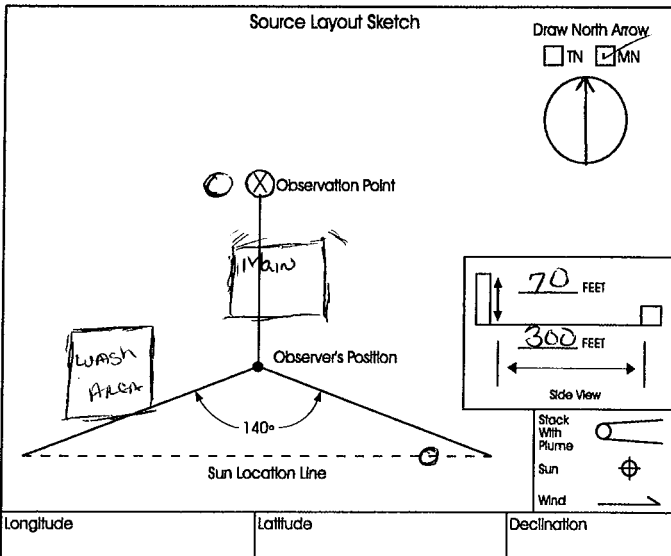 Source Layout Sketch
Draw North Arrow
TN MN
Observation Point
Main
70 FEET
300 FEET
Side View
WASH
AREA
Observer's Position
140°
Sun Location Line
Stack
With
Plume
Sun
Wind
Longitude
Latitude
Declination